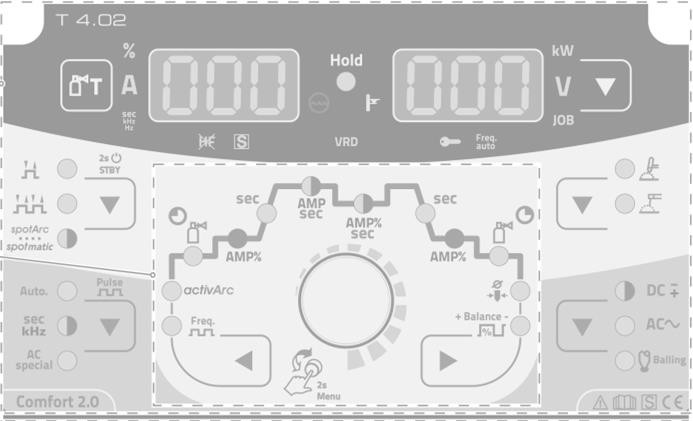 T 4.02
%
A
sec
kHz
Hz
000
Hold
000
kW
V
JOB
T
S
VRD
Freq.
auto
2s
STBY
spotArc
spotmatic
sec
AMP
sec
AMP%
sec
sec
AMP%
AMP%
activArc
Freq.
+ Balance -
%
2s
Menu
Auto.
Pulse
sec
kHz
AC
special
DC
AC
Balling
Comfort 2.0
S
CE